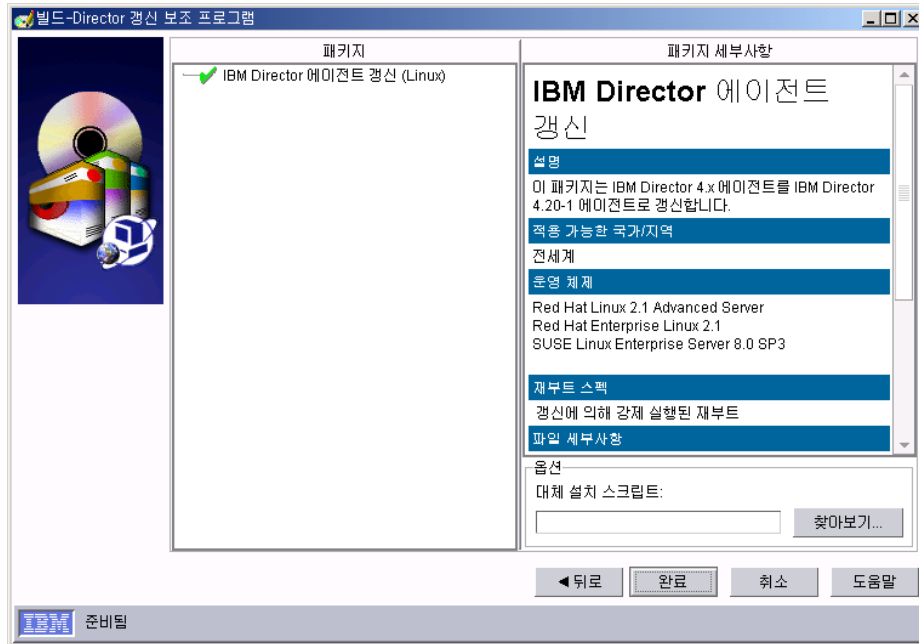 빌드-Director 갱신 보조 프로그램
패키지
IBM Director 에이전트 갱신 (Linux)
패키지 세부사항
IBM Director 에이전트
갱신
설명
이 패키지는 IBM Director 4.x 에이전트를 IBM Director
4.20-1 에이전트로 갱신합니다.
적용 가능한 국가/지역
전세계
운영 체제
Red Hat Linux 2.1 Advanced Server
Red Hat Enterprise Linux 2.1
SUSE Linux Enterprise Server 8.0 SP3
재부트 스펙
갱신에 의해 강제 실행된 재부트
파일 세부사항
옵션
대체 설치 스크립트:
찾아보기...
◀뒤로
완료
취소
도움말
IBM 준비됨